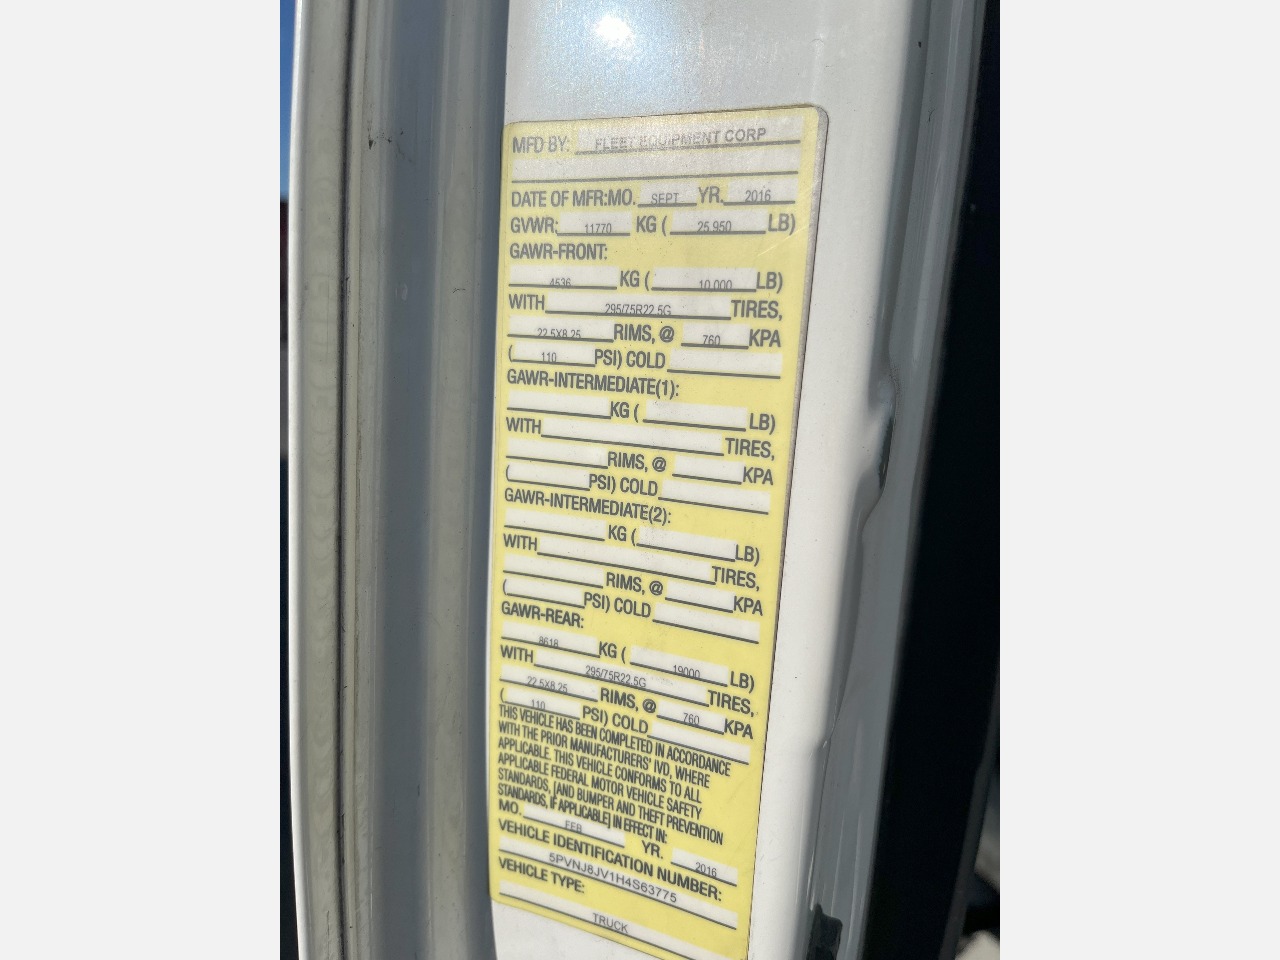 MFD BY: FLEET EQUIPMENT CORP
DATE OF MFR:MO. SEPT YR. 2016
GVWR: 11770 KG ( 25 950 LB)
GAWR-FRONT:
4536 KG ( 10 000 LB)
WITH 295/75R22.5G TIRES,
22.5X8.25 RIMS, @ 760 KPA
( 110 PSI) COLD
GAWR-INTERMEDIATE(1):
KG ( LB)
WITH TIRES,
RIMS, @ KPA
( PSI) COLD
GAWR-INTERMEDIATE(2):
KG ( LB)
WITH TIRES,
RIMS, @ KPA
( PSI) COLD
GAWR-REAR:
8618 KG ( 19000 LB)
WITH 295/75R22.5G TIRES,
22.5X8.25 RIMS, @ 760 KPA
( 110 PSI) COLD
THIS VEHICLE HAS BEEN COMPLETED IN ACCORDANCE
WITH THE PRIOR MANUFACTURERS' IVD, WHERE
APPLICABLE. THIS VEHICLE CONFORMS TO ALL
APPLICABLE FEDERAL MOTOR VEHICLE SAFETY
STANDARDS, [AND BUMPER AND THEFT PREVENTION
STANDARDS, IF APPLICABLE] IN EFFECT IN:
MO. FEB YR. 2016
VEHICLE IDENTIFICATION NUMBER:
5PVNJ8JV1H4S63775
VEHICLE TYPE:
TRUCK